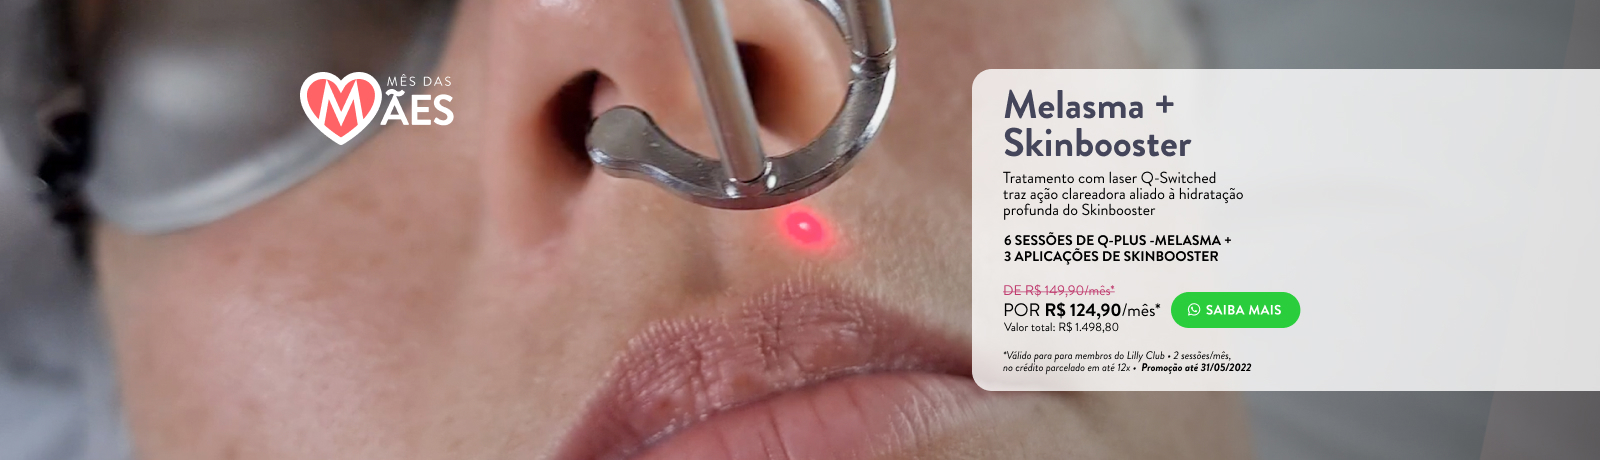 MÊS DAS
MÃES
Melasma +
Skinbooster
Tratamento com laser Q-Switched
traz ação clareadora aliado à hidratação
profunda do Skinbooster
6 SESSÕES DE Q-PLUS -MELASMA +
3 APLICAÇÕES DE SKINBOOSTER
DE R$ 149,90/mês*
POR R$ 124,90/mês*
SAIBA MAIS
Valor total: R$ 1.498,80
*Válido para para membros do Lilly Club • 2 sessões/mês,
no crédito parcelado em até 12x • Promoção até 31/05/2022